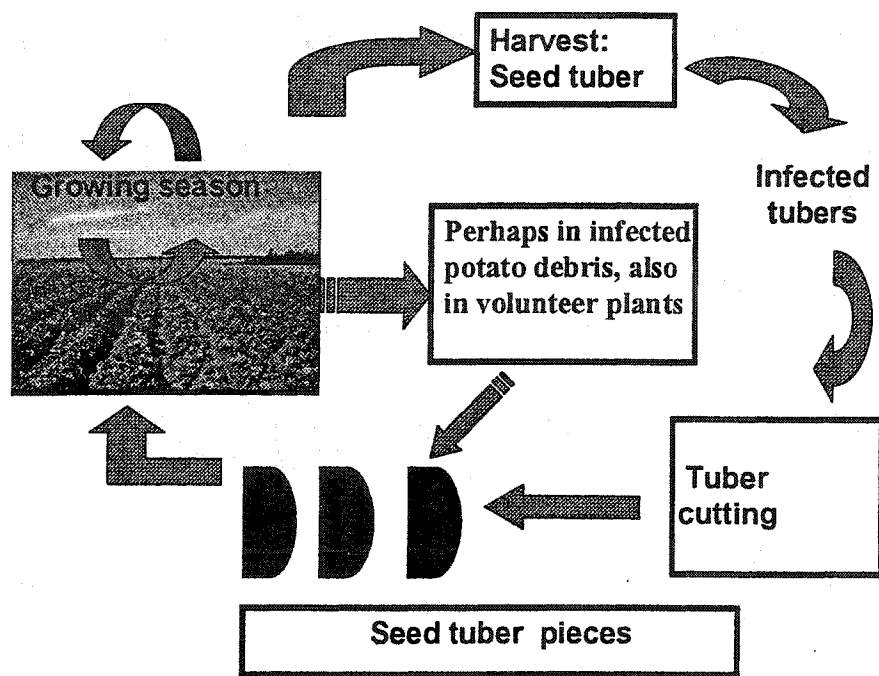 Harvest:
Seed tuber
Growing season
Infected
tubers
Perhaps in infected
potato debris, also
in volunteer plants
Tuber
cutting
Seed tuber pieces